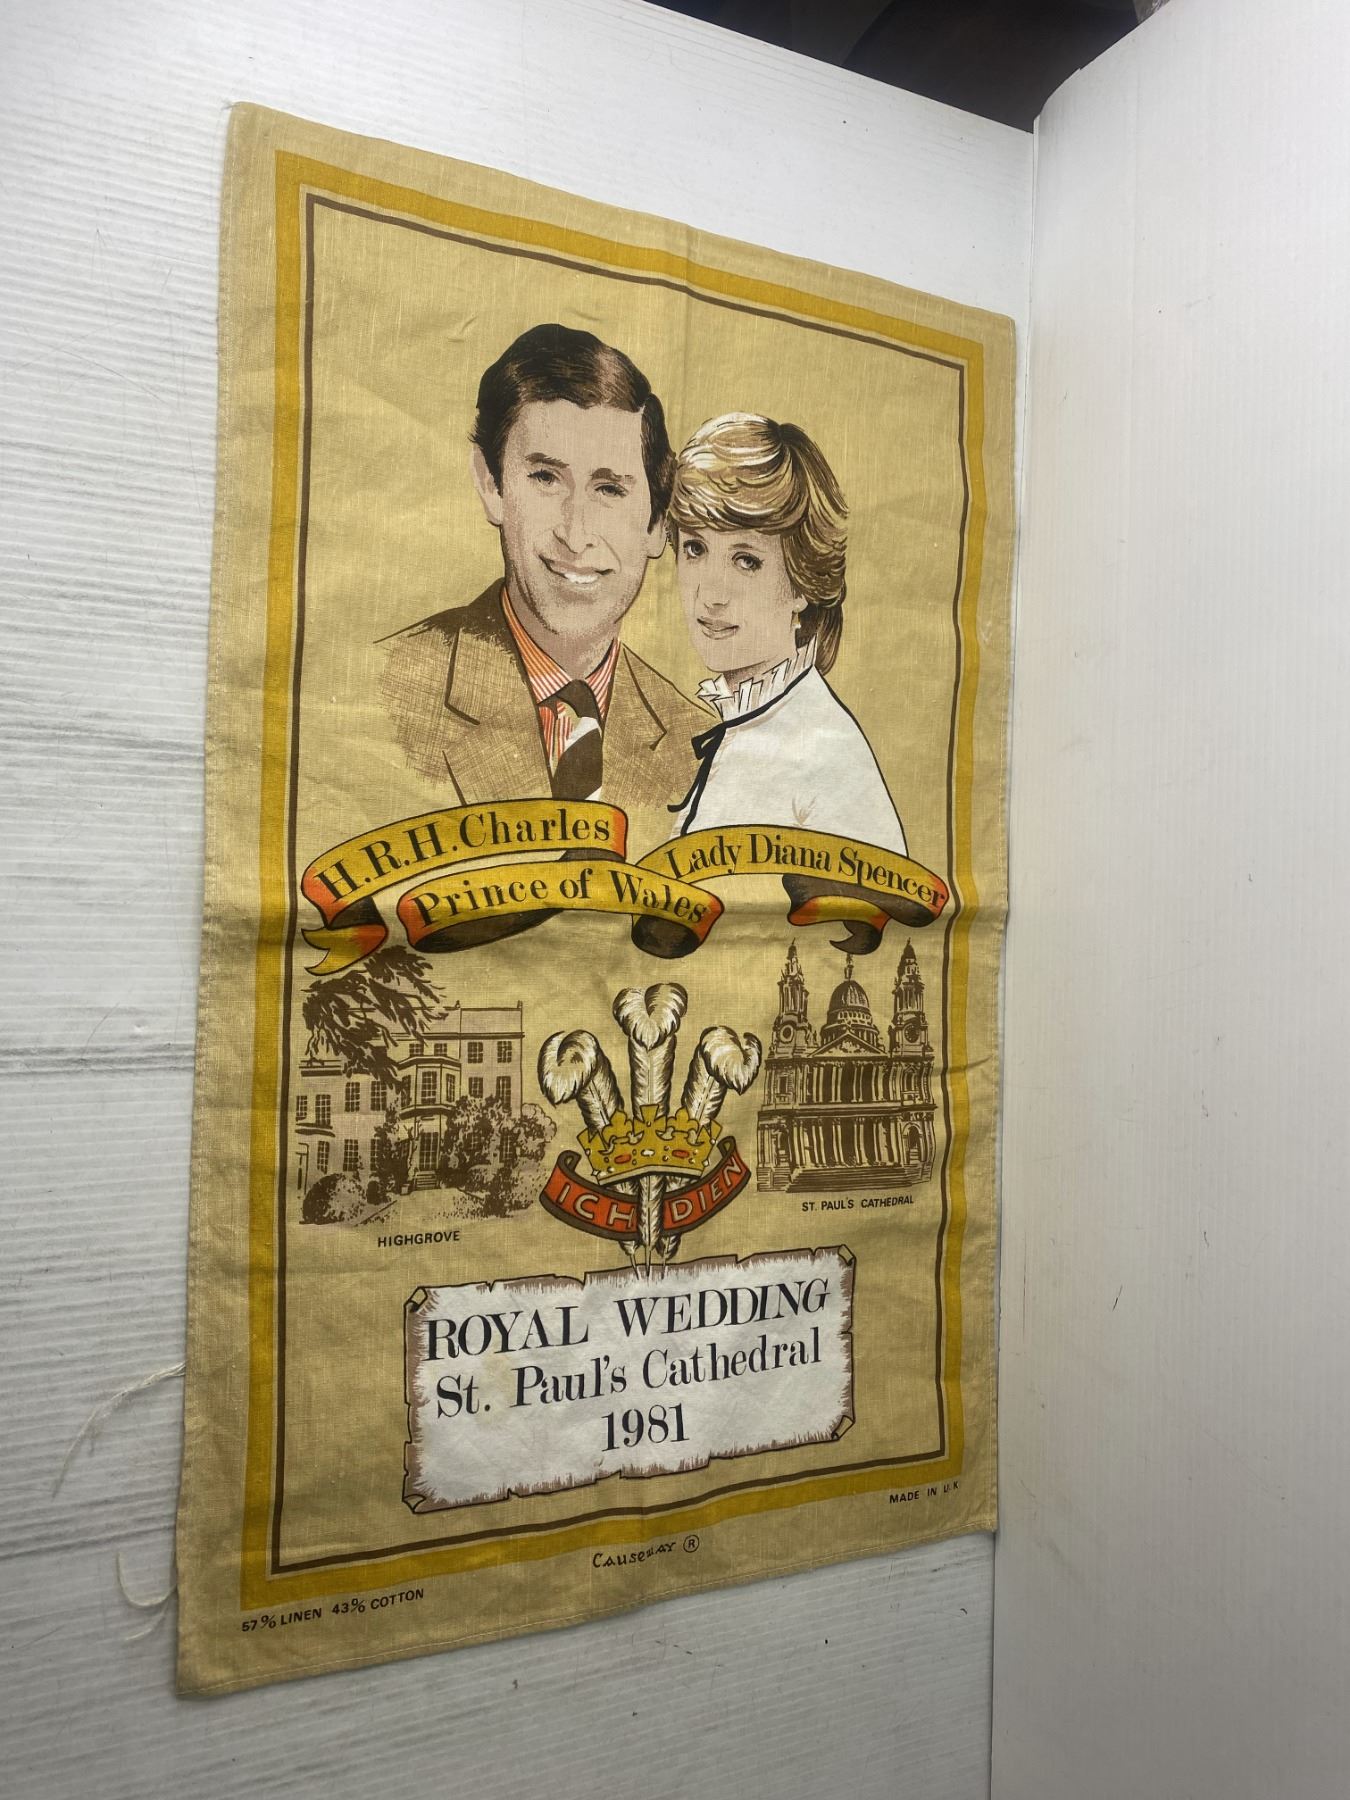 H.R.H. Charles
Prince of Wales
Lady Diana Spencer
HIGHGROVE
ST. PAUL'S CATHEDRAL
ICH DIEN
ROYAL WEDDING
St. Paul's Cathedral
1981
MADE IN U.K
Causeway ®
57% LINEN 43% COTTON